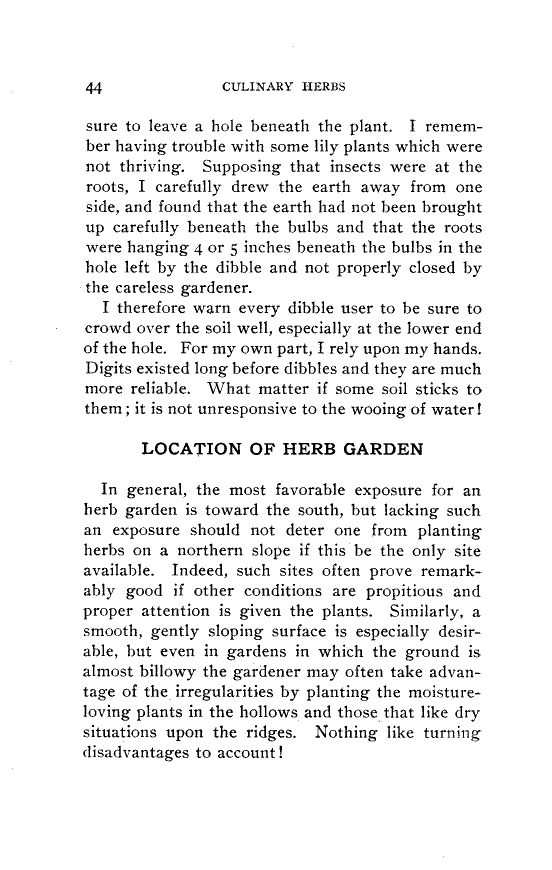 44 CULINARY HERBS
sure to leave a hole beneath the plant. I remem-
ber having trouble with some lily plants which were
not thriving. Supposing that insects were at the
roots, I carefully drew the earth away from one
side, and found that the earth had not been brought
up carefully beneath the bulbs and that the roots
were hanging 4 or 5 inches beneath the bulbs in the
hole left by the dibble and not properly closed by
the careless gardener.
I therefore warn every dibble user to be sure to
crowd over the soil well, especially at the lower end
of the hole. For my own part, I rely upon my hands.
Digits existed long before dibbles and they are much
more reliable. What matter if some soil sticks to
them; it is not unresponsive to the wooing of water!
LOCATION OF HERB GARDEN
In general, the most favorable exposure for an
herb garden is toward the south, but lacking such
an exposure should not deter one from planting
herbs on a northern slope if this be the only site
available. Indeed, such sites often prove remark-
ably good if other conditions are propitious and
proper attention is given the plants. Similarly, a
smooth, gently sloping surface is especially desir-
able, but even in gardens in which the ground is
almost billowy the gardener may often take advan-
tage of the irregularities by planting the moisture-
loving plants in the hollows and those that like dry
situations upon the ridges. Nothing like turning
disadvantages to account!